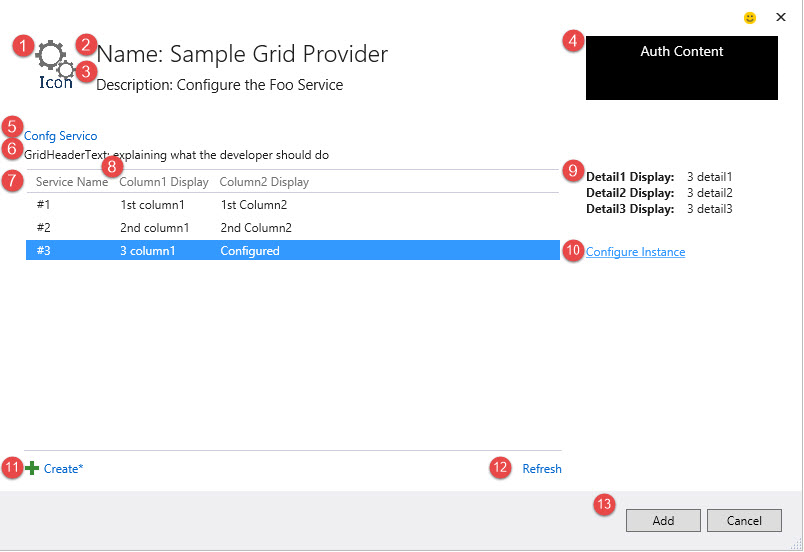 1
2
Name: Sample Grid Provider
4
Auth Content
3
Icon
Description: Configure the Foo Service
5
Confg Servico
6
GridHeaderText: explaining what the developer should do
8
7
Service Name Column1 Display Column2 Display
#1 1st column1 1st Column2
#2 2nd column1 2nd Column2
#3 3 column1 Configured
9
Detail1 Display: 3 detail1
Detail2 Display: 3 detail2
Detail3 Display: 3 detail3
10
Configure Instance
11
Create*
12
Refresh
13
Add
Cancel